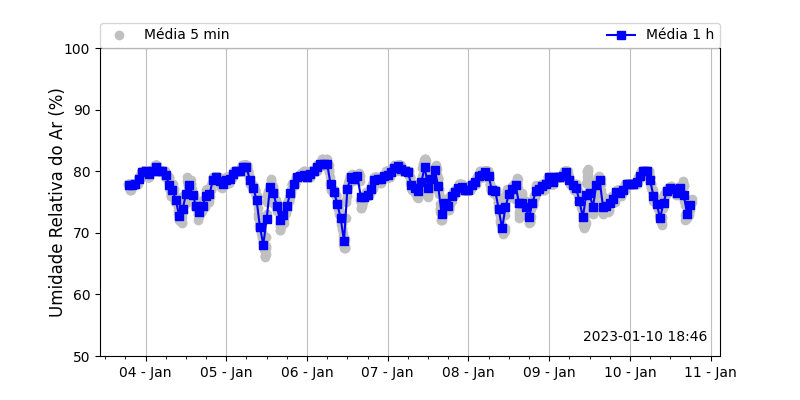 Média 5 min
Média 1 h
Umidade Relativa do Ar (%)
100
90
80
70
60
50
2023-01-10 18:46
04 - Jan
05 - Jan
06 - Jan
07 - Jan
08 - Jan
09 - Jan
10 - Jan
11 - Jan